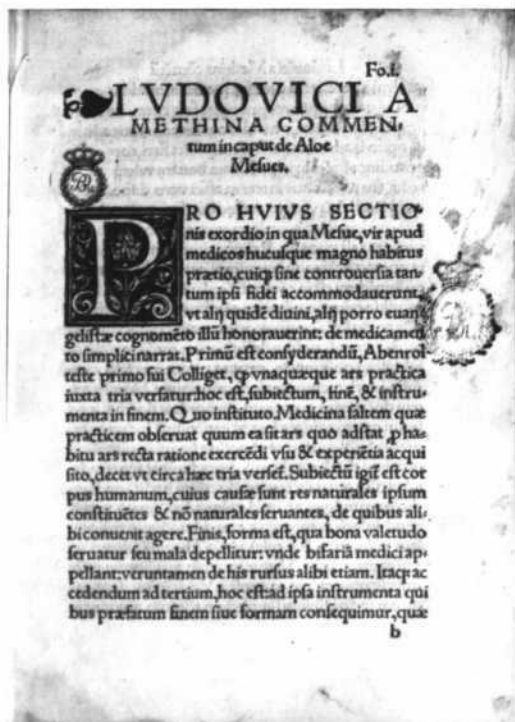 Fo.i.
LVDOVICI A
METHINA COMMEN-
tum in caput de Aloe
Mesues.
PRO HVIVS SECTIO-
nis exordio in qua Mesue, vir apud
medicos hucusque magno habitus
prætio, cuiq; sine controuersia tan-
tum ipsi fidei accommodauerunt,
vt alij quidē diuini, alij porro euan
gelistæ cognomēto illū honorauerint: de medicamen
to simplici narrat. Primū est consyderandū, Abenrol
teste primo sui Colliget, ꝙ vnaquæque ars practica
iuxta tria versatur: hoc est, subiectum, finē, & instru-
menta in finem. Quo instituto. Medicina saltem quæ
practicem obseruat quum ea sit ars quo adstat, ꝓ ha-
bitu ars recta ratione exercēdi vsu & experiētia acqui
sito, decet vt circa hæc tria verset̃. Subiectū igit̃ est cor
pus humanum, cuius causæ sunt res naturales ipsum
constituētes & nō naturales seruantes, de quibus ali-
bi conuenit agere. Finis, forma est, qua bona valetudo
seruatur seu mala depellitur: vnde bifariā medici ap-
pellant: veruntamen de his rursus alibi etiam. Itaq; ac
cedendum ad tertium, hoc est: ad ipsa instrumenta qui
bus præfatum finem siue formam consequimur, quæ
b